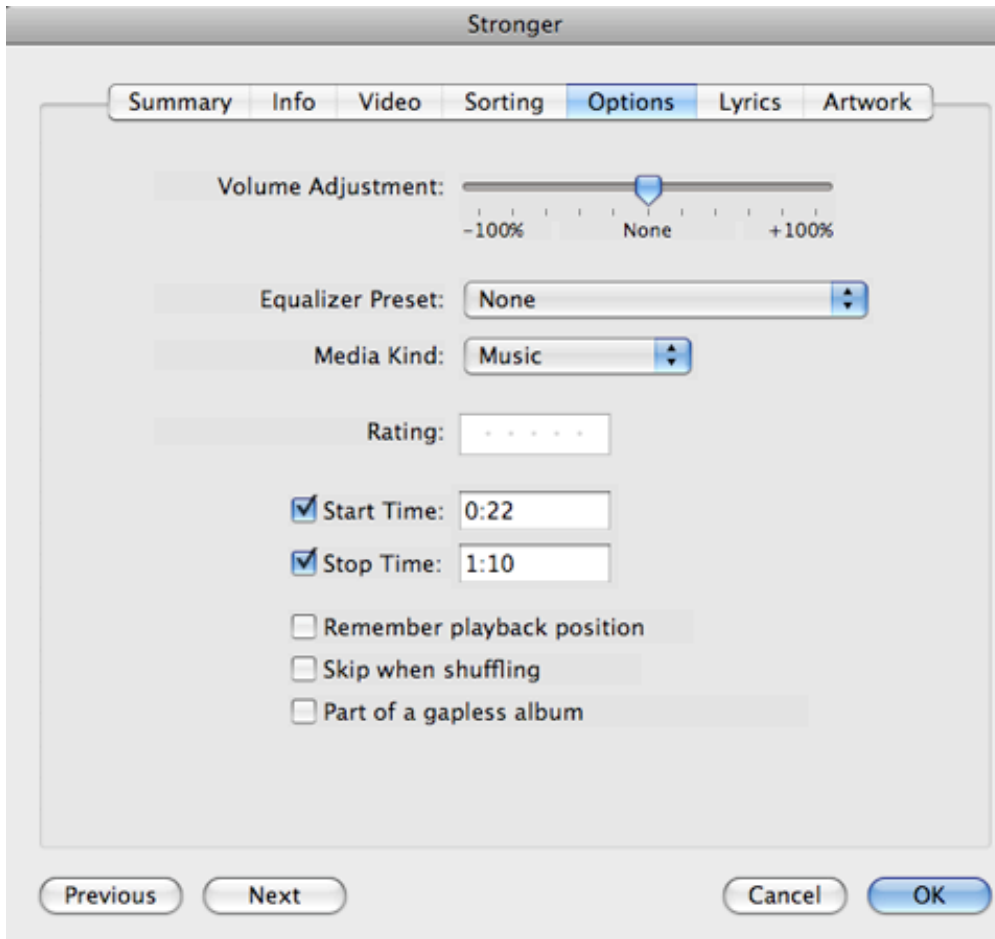 Stronger
Summary Info Video Sorting Options Lyrics Artwork
Volume Adjustment:
-100% None +100%
Equalizer Preset: None
Media Kind: Music
Rating:
Start Time: 0:22
Stop Time: 1:10
Remember playback position
Skip when shuffling
Part of a gapless album
Previous Next Cancel OK